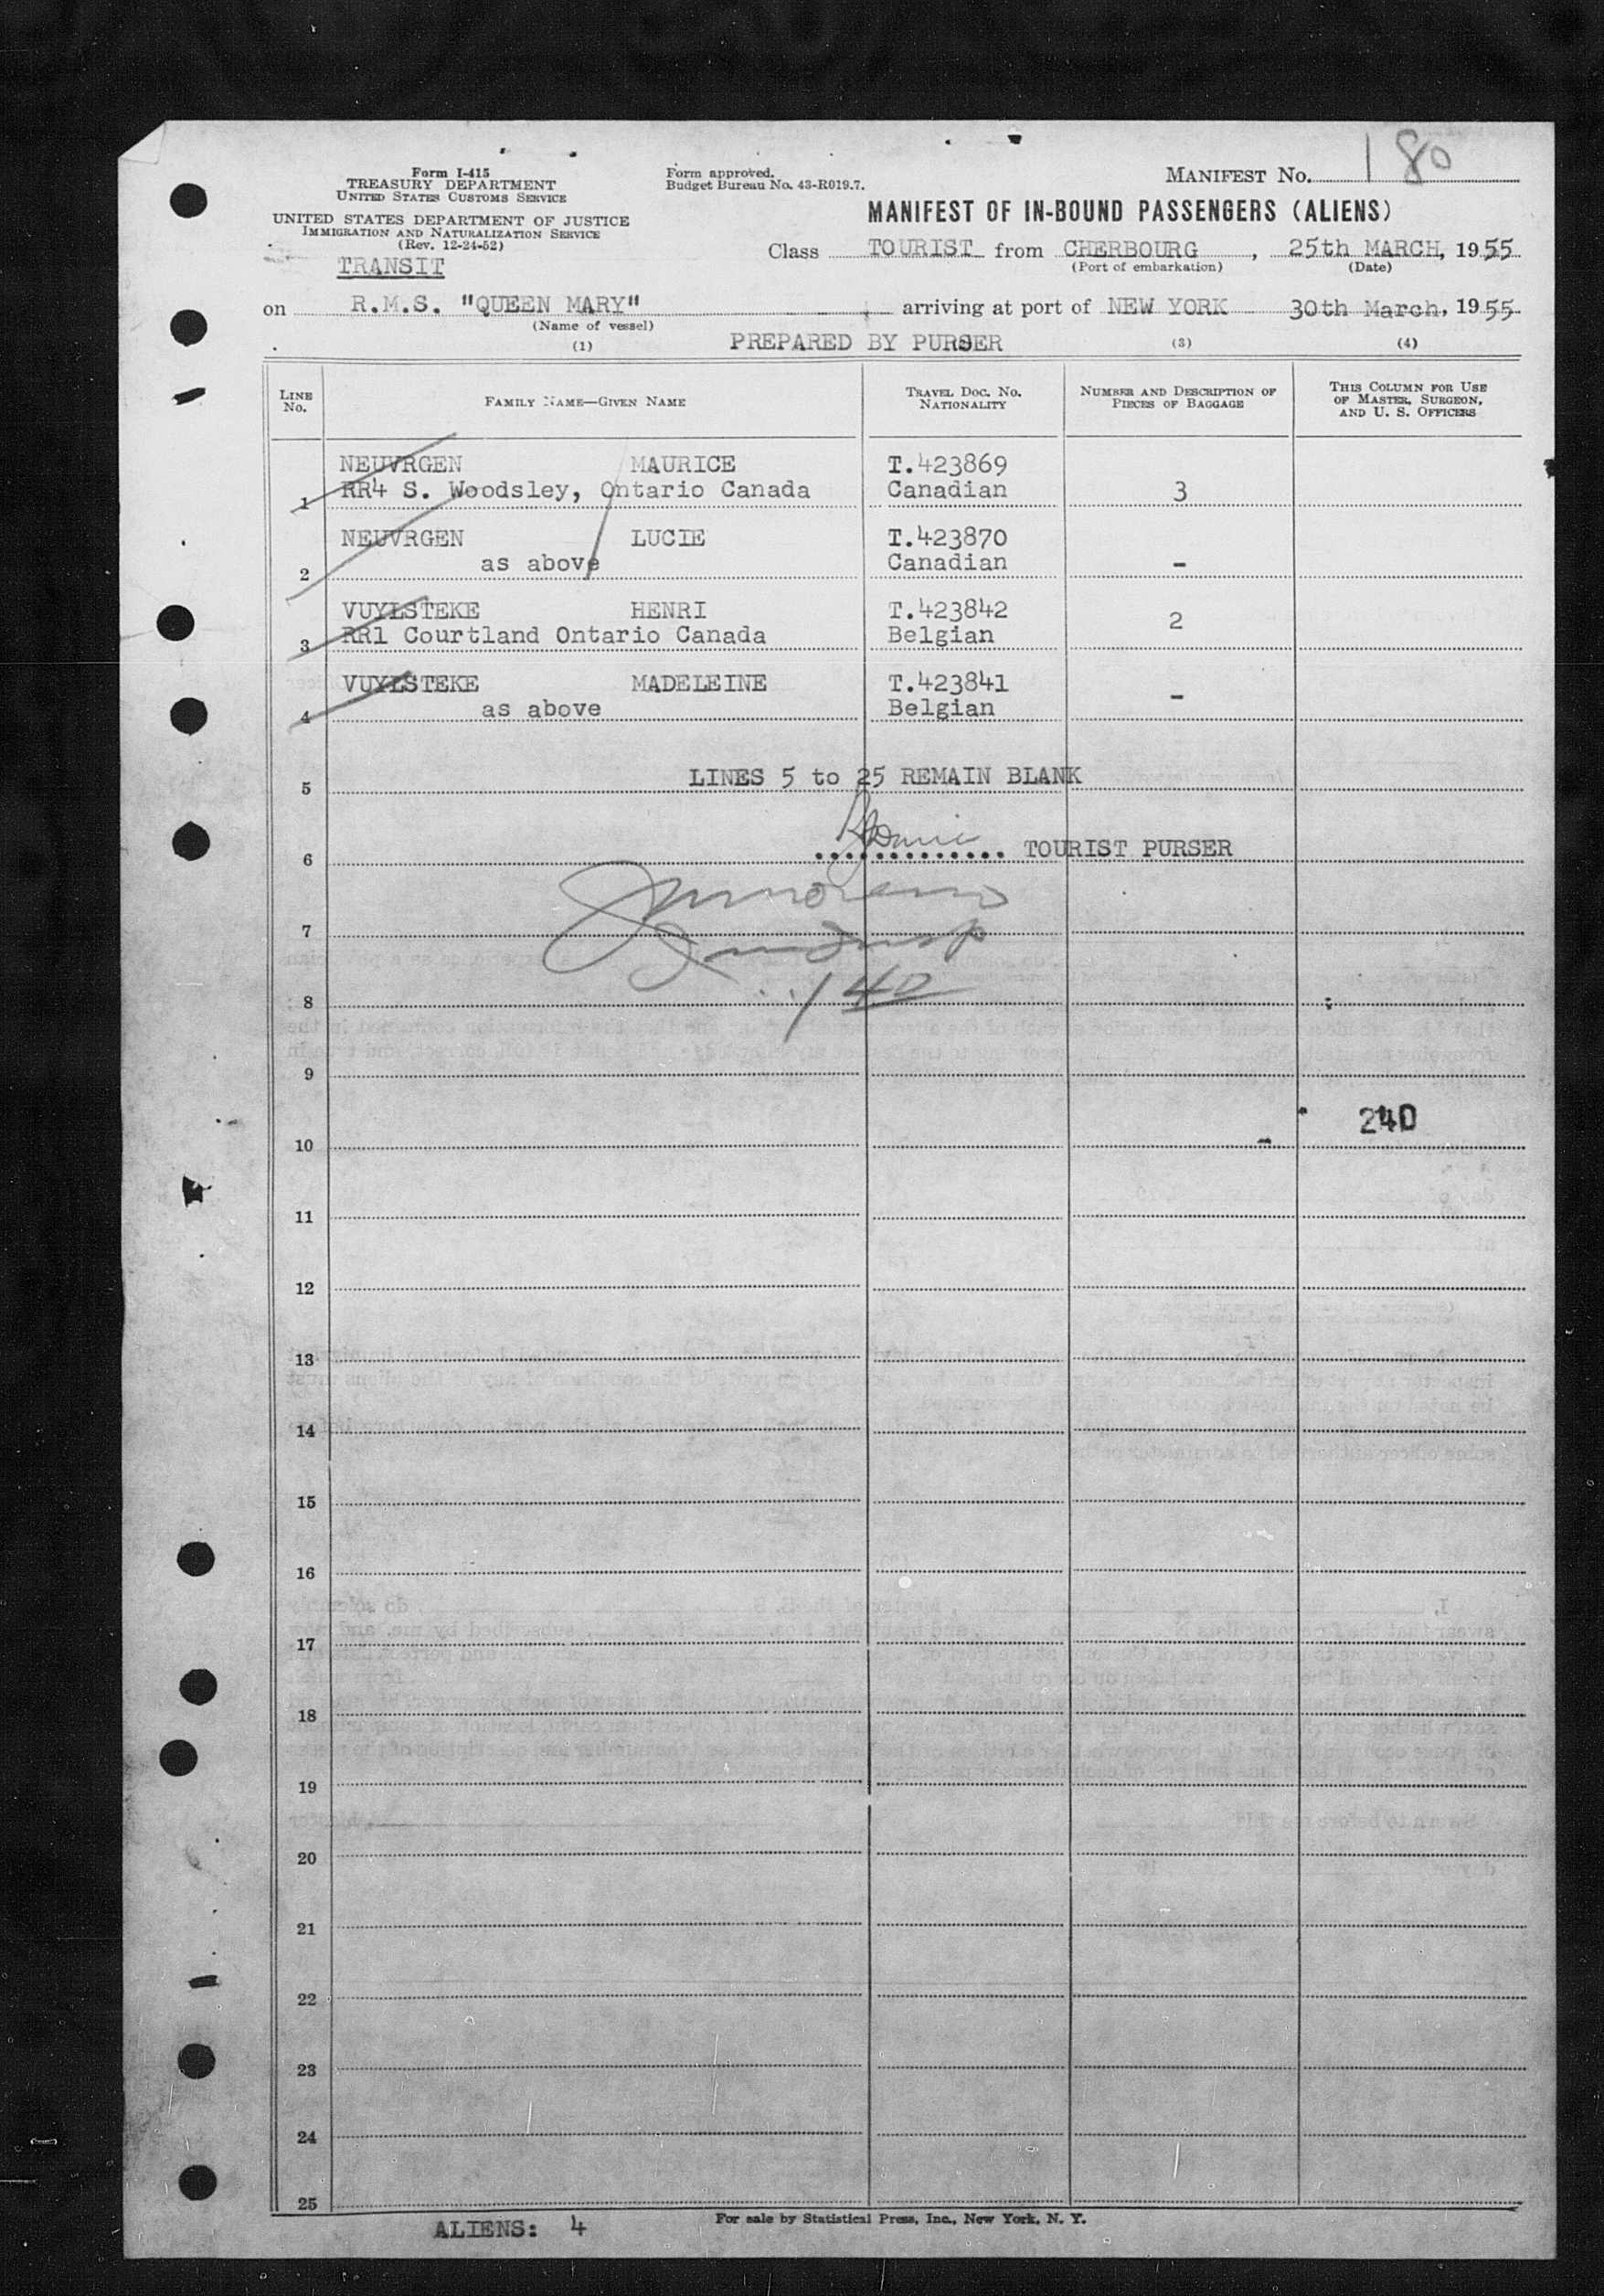 Form I-415
TREASURY DEPARTMENT
UNITED STATES CUSTOMS SERVICE
UNITED STATES DEPARTMENT OF JUSTICE
IMMIGRATION AND NATURALIZATION SERVICE
(Rev. 12-24-52)
TRANSIT
Form approved.
Budget Bureau No. 43-R019.7.
MANIFEST NO. 180
MANIFEST OF IN-BOUND PASSENGERS (ALIENS)
Class TOURIST from CHERBOURG, 25th MARCH, 1955
(Port of embarkation) (Date)
on R.M.S. "QUEEN MARY" arriving at port of NEW YORK 30th March, 1955
(Name of vessel)
(1) PREPARED BY PURSER (3) (4)
LINE NO. FAMILY NAME—GIVEN NAME TRAVEL DOC. NO. NATIONALITY NUMBER AND DESCRIPTION OF PIECES OF BAGGAGE THIS COLUMN FOR USE OF MASTER, SURGEON, AND U. S. OFFICERS
NEUVRGEN MAURICE T.423869
1 RR4 S. Woodsley, Ontario Canada Canadian 3
NEUVRGEN LUCIE T.423870
2 as above Canadian -
VUYLSTEKE HENRI T.423842
3 RR1 Courtland Ontario Canada Belgian 2
VUYLSTEKE MADELEINE T.423841
4 as above Belgian -
5 LINES 5 to 25 REMAIN BLANK
6 TOURIST PURSER
7
8 140
9
240
10
11
12
13
14
15
16
17
18
19
20
21
22
23
24
25
For sale by Statistical Press, Inc., New York, N. Y.
ALIENS: 4